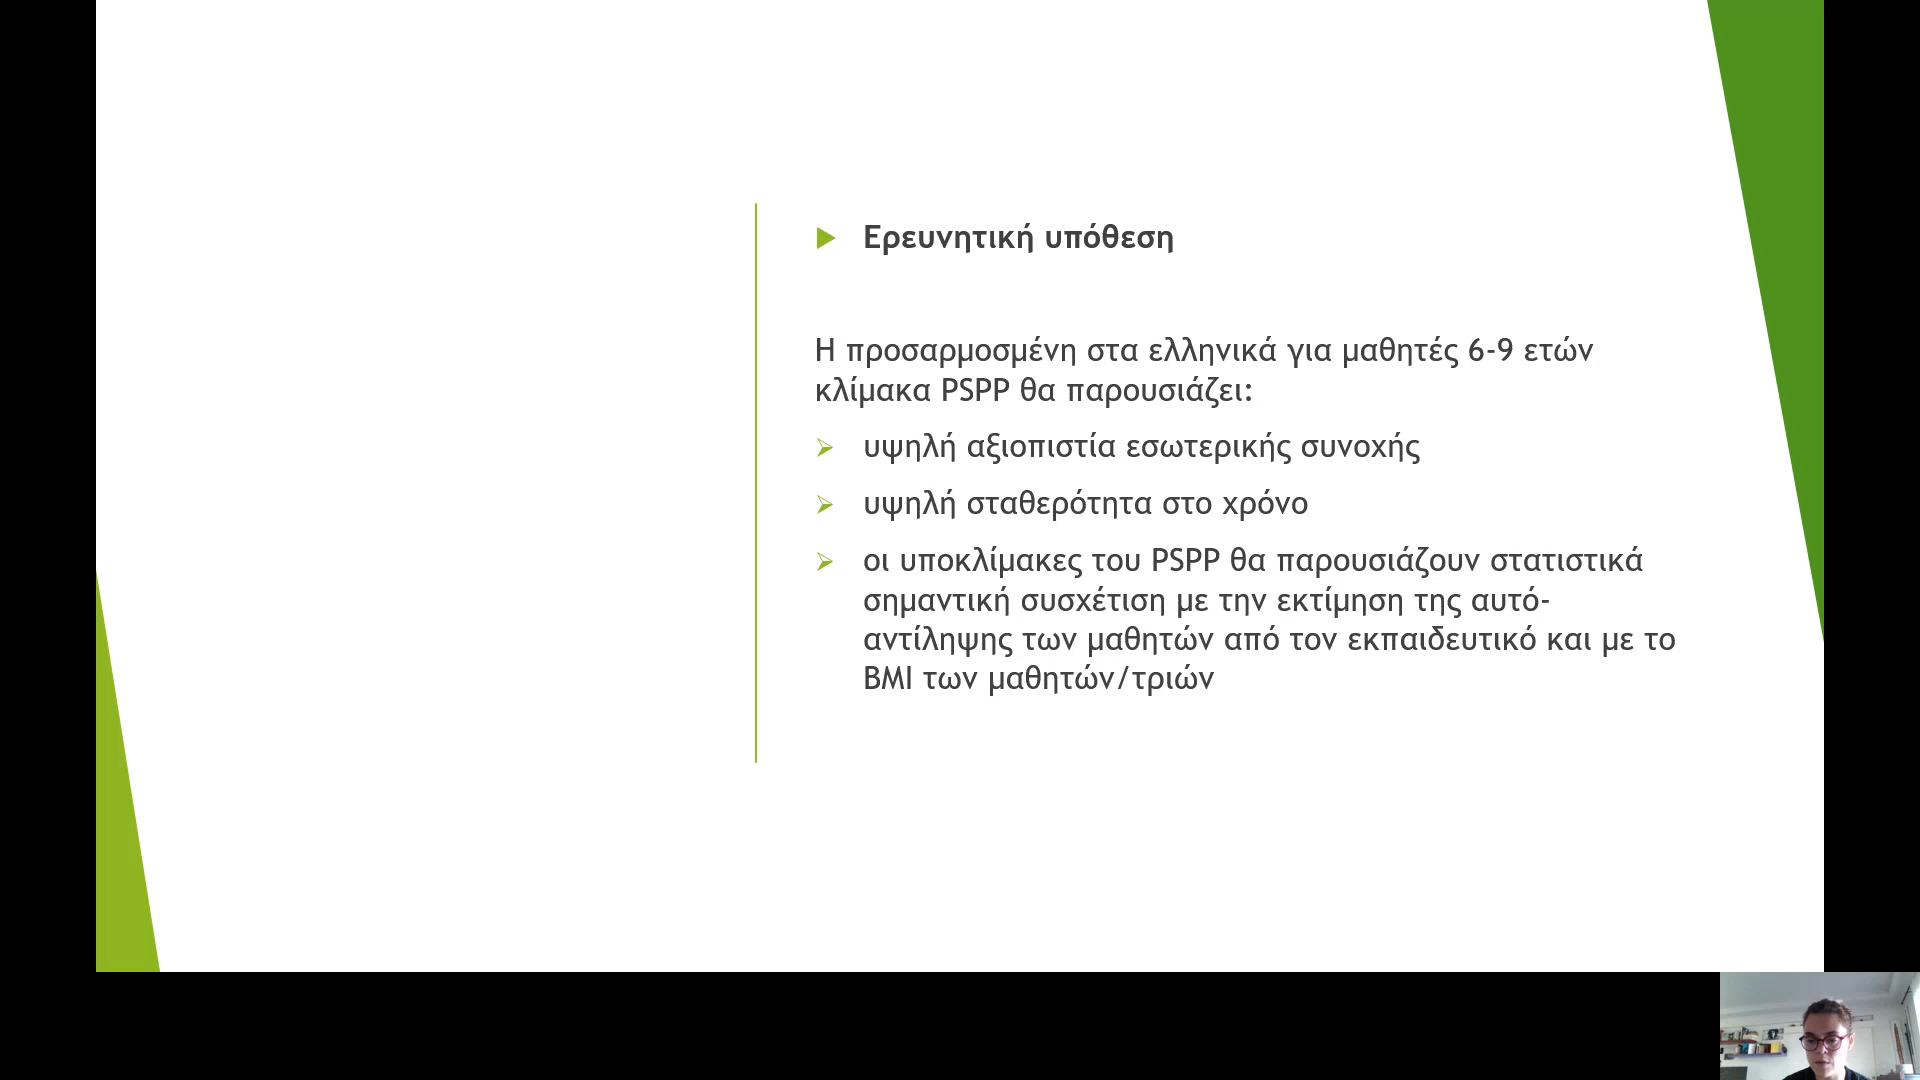 Ερευνητική υπόθεση
Η προσαρμοσμένη στα ελληνικά για μαθητές 6-9 ετών
κλίμακα PSPP θα παρουσιάζει:
υψηλή αξιοπιστία εσωτερικής συνοχής
υψηλή σταθερότητα στο χρόνο
οι υποκλίμακες του PSPP θα παρουσιάζουν στατιστικά
σημαντική συσχέτιση με την εκτίμηση της αυτό-
αντίληψης των μαθητών από τον εκπαιδευτικό και με το
BMI των μαθητών/τριών